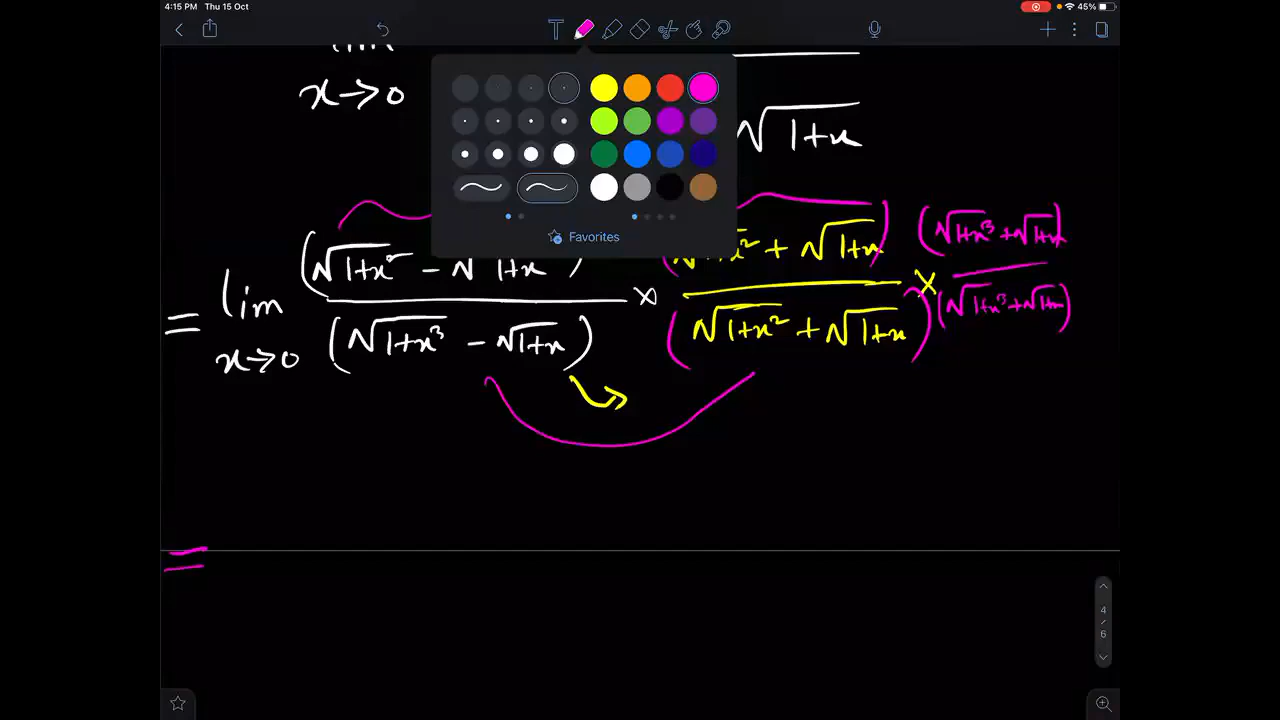 4:15 PM Thu 15 Oct 45%
T
x→0
√1+x
Favorites
= lim (√1+x² - √1+x) / (√1+x³ - √1+x) × (√1+x² + √1+x) / (√1+x² + √1+x) × (√1+x³ + √1+x) / (√1+x³ + √1+x)
x→0
=
4
/
6